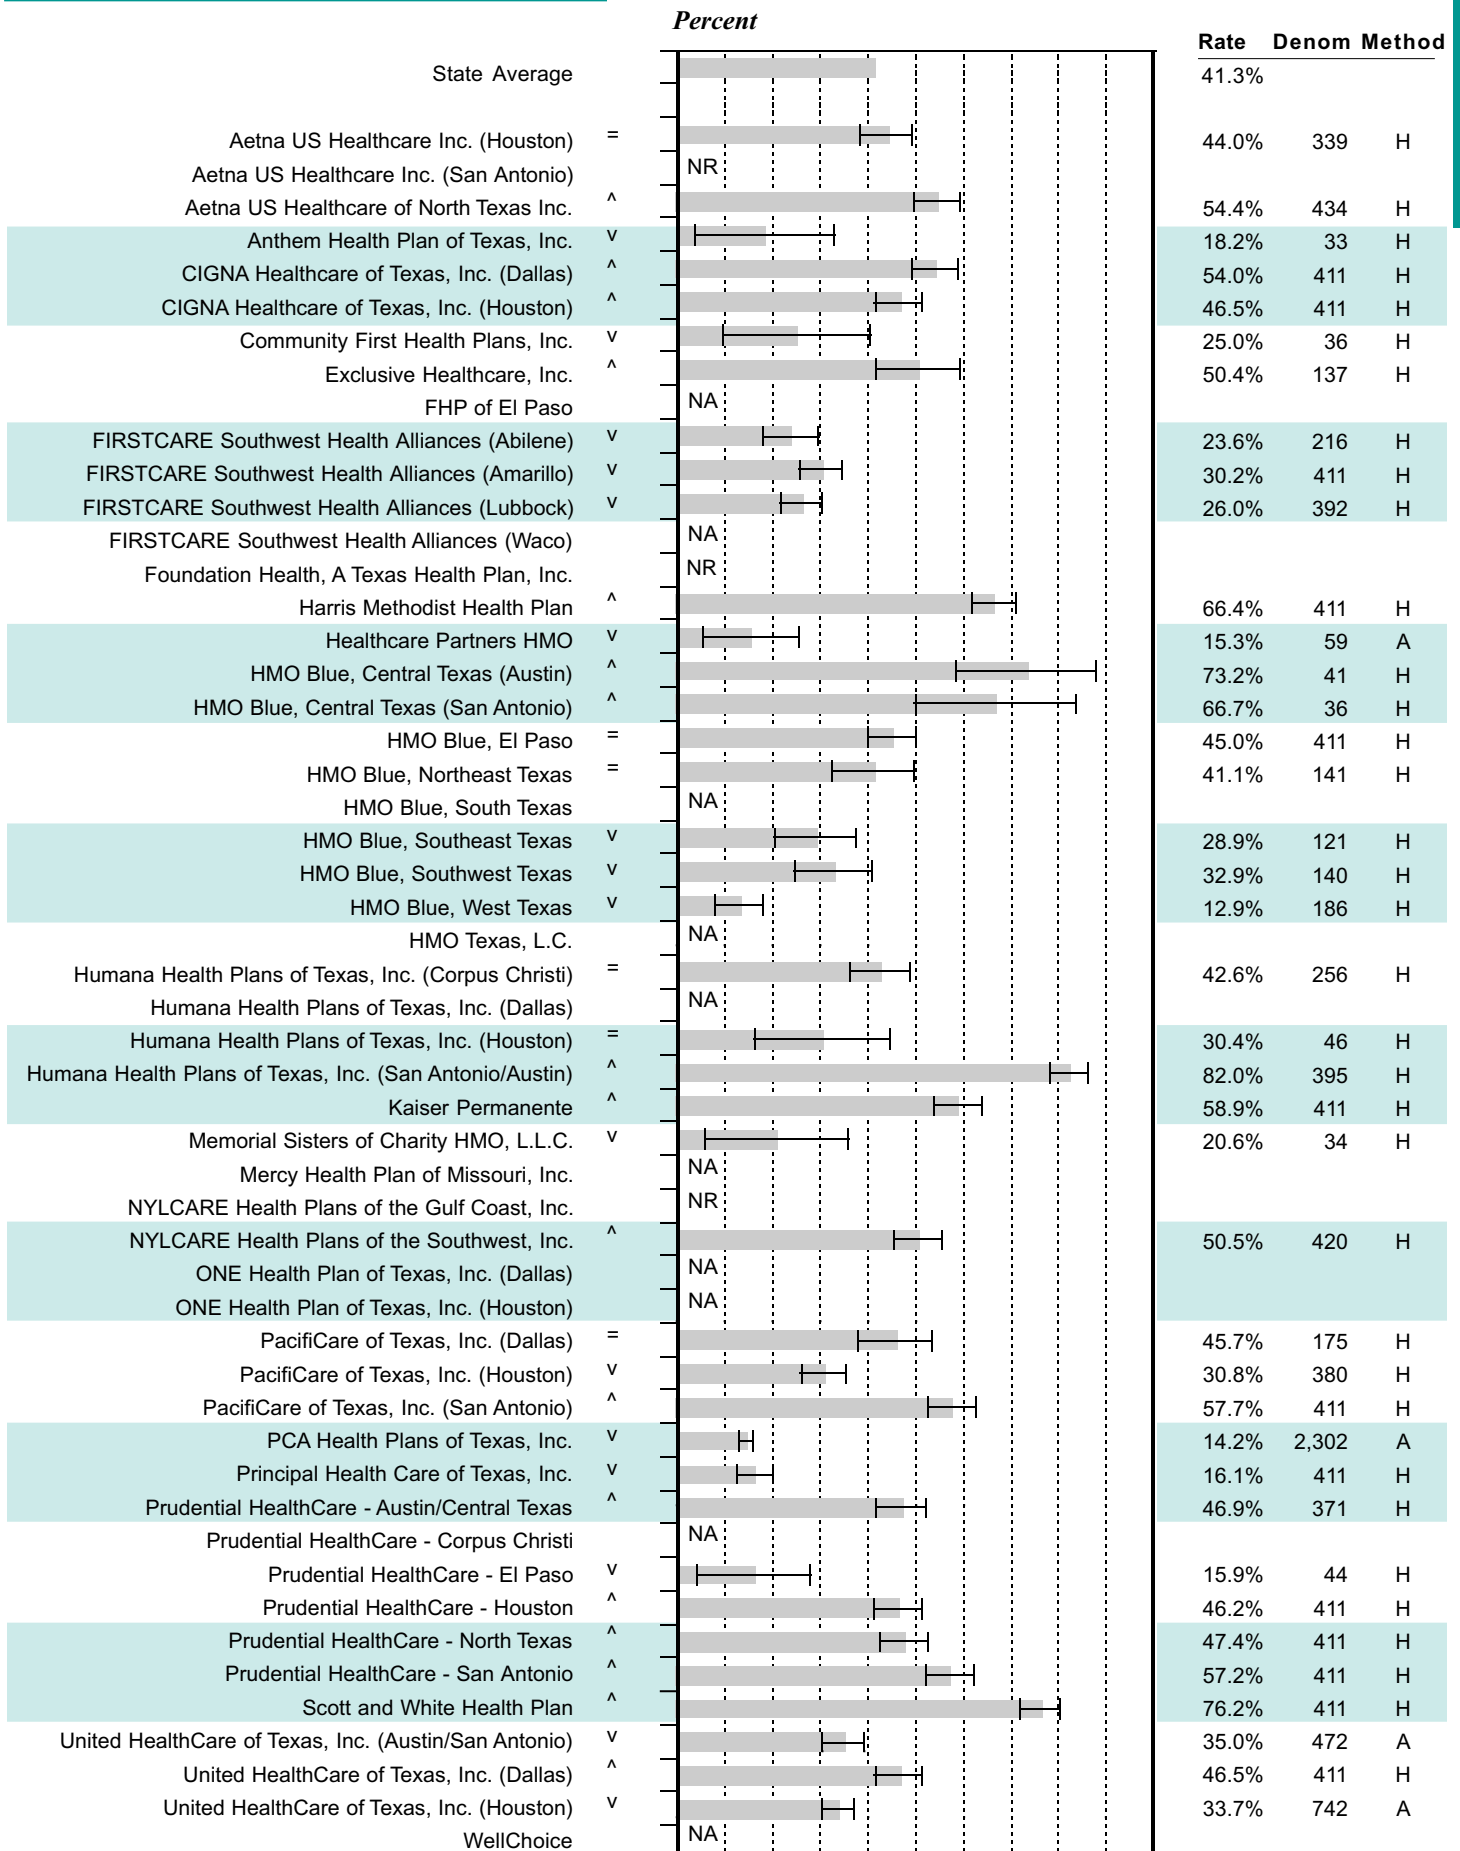 Percent
Rate Denom Method
State Average 41.3%
Aetna US Healthcare Inc. (Houston) = 44.0% 339 H
Aetna US Healthcare Inc. (San Antonio) NR
Aetna US Healthcare of North Texas Inc. ^ 54.4% 434 H
Anthem Health Plan of Texas, Inc. v 18.2% 33 H
CIGNA Healthcare of Texas, Inc. (Dallas) ^ 54.0% 411 H
CIGNA Healthcare of Texas, Inc. (Houston) ^ 46.5% 411 H
Community First Health Plans, Inc. v 25.0% 36 H
Exclusive Healthcare, Inc. ^ 50.4% 137 H
FHP of El Paso NA
FIRSTCARE Southwest Health Alliances (Abilene) v 23.6% 216 H
FIRSTCARE Southwest Health Alliances (Amarillo) v 30.2% 411 H
FIRSTCARE Southwest Health Alliances (Lubbock) v 26.0% 392 H
FIRSTCARE Southwest Health Alliances (Waco) NA
Foundation Health, A Texas Health Plan, Inc. NR
Harris Methodist Health Plan ^ 66.4% 411 H
Healthcare Partners HMO v 15.3% 59 A
HMO Blue, Central Texas (Austin) ^ 73.2% 41 H
HMO Blue, Central Texas (San Antonio) ^ 66.7% 36 H
HMO Blue, El Paso = 45.0% 411 H
HMO Blue, Northeast Texas = 41.1% 141 H
HMO Blue, South Texas NA
HMO Blue, Southeast Texas v 28.9% 121 H
HMO Blue, Southwest Texas v 32.9% 140 H
HMO Blue, West Texas v 12.9% 186 H
HMO Texas, L.C. NA
Humana Health Plans of Texas, Inc. (Corpus Christi) = 42.6% 256 H
Humana Health Plans of Texas, Inc. (Dallas) NA
Humana Health Plans of Texas, Inc. (Houston) = 30.4% 46 H
Humana Health Plans of Texas, Inc. (San Antonio/Austin) ^ 82.0% 395 H
Kaiser Permanente ^ 58.9% 411 H
Memorial Sisters of Charity HMO, L.L.C. v 20.6% 34 H
Mercy Health Plan of Missouri, Inc. NA
NYLCARE Health Plans of the Gulf Coast, Inc. NR
NYLCARE Health Plans of the Southwest, Inc. ^ 50.5% 420 H
ONE Health Plan of Texas, Inc. (Dallas) NA
ONE Health Plan of Texas, Inc. (Houston) NA
PacifiCare of Texas, Inc. (Dallas) = 45.7% 175 H
PacifiCare of Texas, Inc. (Houston) v 30.8% 380 H
PacifiCare of Texas, Inc. (San Antonio) ^ 57.7% 411 H
PCA Health Plans of Texas, Inc. v 14.2% 2,302 A
Principal Health Care of Texas, Inc. v 16.1% 411 H
Prudential HealthCare - Austin/Central Texas ^ 46.9% 371 H
Prudential HealthCare - Corpus Christi NA
Prudential HealthCare - El Paso v 15.9% 44 H
Prudential HealthCare - Houston ^ 46.2% 411 H
Prudential HealthCare - North Texas ^ 47.4% 411 H
Prudential HealthCare - San Antonio ^ 57.2% 411 H
Scott and White Health Plan ^ 76.2% 411 H
United HealthCare of Texas, Inc. (Austin/San Antonio) v 35.0% 472 A
United HealthCare of Texas, Inc. (Dallas) ^ 46.5% 411 H
United HealthCare of Texas, Inc. (Houston) v 33.7% 742 A
WellChoice NA